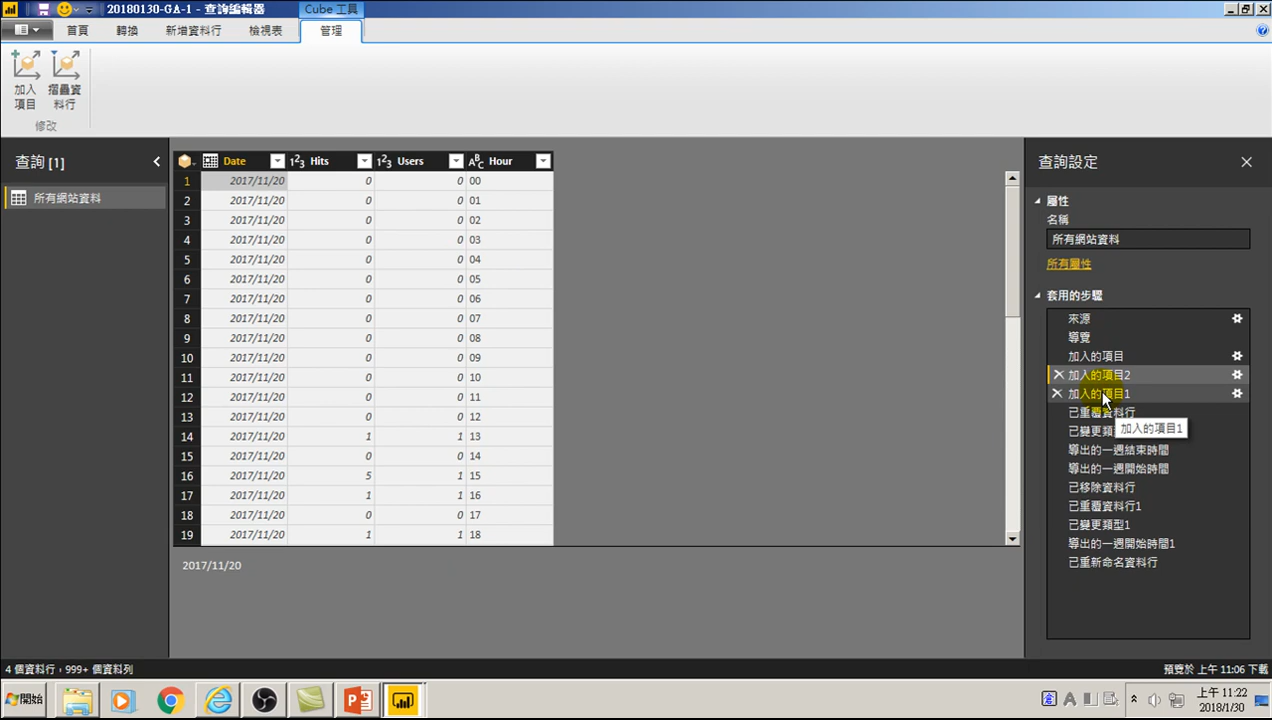 20180130-GA-1 - 查詢編輯器
Cube 工具
首頁
轉換
新增資料行
檢視表
管理
加入
項目
摺疊資
料行
修改
查詢 [1]
所有網站資料
Date
1²3 Hits
1²3 Users
ABC Hour
1 2017/11/20 0 0 00
2 2017/11/20 0 0 01
3 2017/11/20 0 0 02
4 2017/11/20 0 0 03
5 2017/11/20 0 0 04
6 2017/11/20 0 0 05
7 2017/11/20 0 0 06
8 2017/11/20 0 0 07
9 2017/11/20 0 0 08
10 2017/11/20 0 0 09
11 2017/11/20 0 0 10
12 2017/11/20 0 0 11
13 2017/11/20 0 0 12
14 2017/11/20 1 1 13
15 2017/11/20 0 0 14
16 2017/11/20 5 1 15
17 2017/11/20 1 1 16
18 2017/11/20 0 0 17
19 2017/11/20 1 1 18
2017/11/20
查詢設定
屬性
名稱
所有網站資料
所有屬性
套用的步驟
來源
導覽
加入的項目
加入的項目2
加入的項目1
已重覆資料行
已變更類
加入的項目1
導出的一週結束時間
導出的一週開始時間
已移除資料行
已重覆資料行1
已變更類型1
導出的一週開始時間1
已重新命名資料行
4 個資料行，999+ 個資料列
預覽於 上午 11:06 下載
開始
上午 11:22
2018/1/30